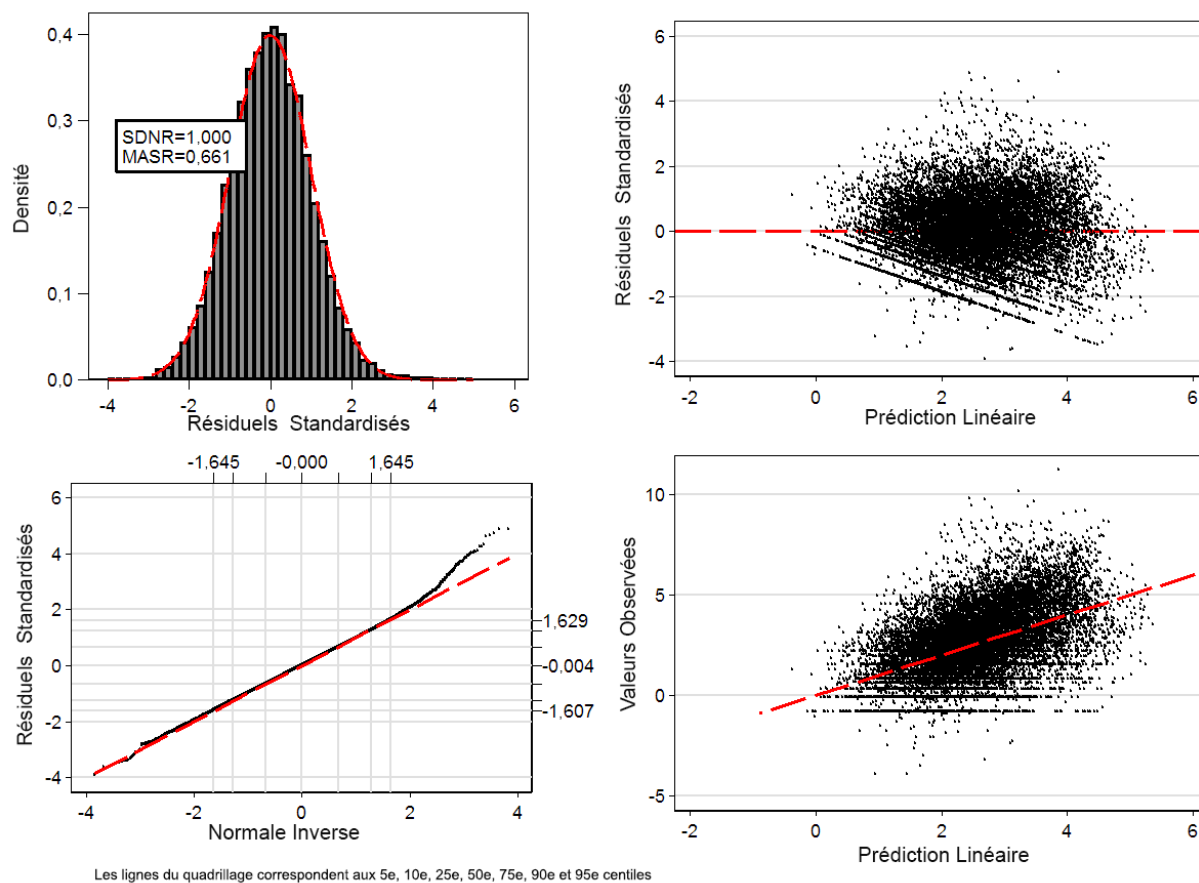 0,4
0,3
0,2
0,1
0,0
Densité
SDNR=1,000
MASR=0,661
-4 -2 0 2 4 6
Résiduels Standardisés
6
4
2
0
-2
-4
Résiduels Standardisés
-2 0 2 4 6
Prédiction Linéaire
-1,645 -0,000 1,645
6
4
2
0
-2
-4
Résiduels Standardisés
1,629
-0,004
-1,607
-4 -2 0 2 4
Normale Inverse
10
5
0
-5
Valeurs Observées
-2 0 2 4 6
Prédiction Linéaire
Les lignes du quadrillage correspondent aux 5e, 10e, 25e, 50e, 75e, 90e et 95e centiles